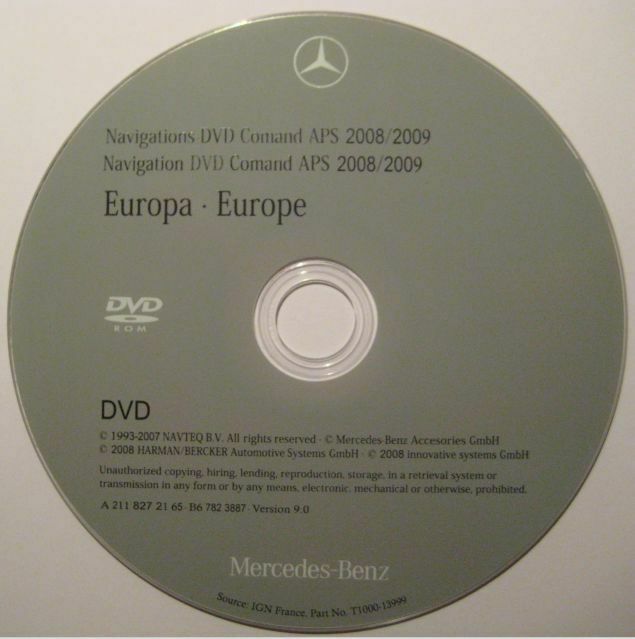 Navigations DVD Comand APS 2008/2009
Navigation DVD Comand APS 2008/2009
Europa · Europe
DVD
ROM
DVD
© 1993-2007 NAVTEQ B.V. All rights reserved · © Mercedes-Benz Accesories GmbH
© 2008 HARMAN/BERCKER Automotive Systems GmbH · © 2008 innovative systems GmbH
Unauthorized copying, hiring, lending, reproduction, storage, in a retrieval system or
transmission in any form or by any means, electronic, mechanical or otherwise, prohibited.
A 211 827 21 65 · B6 782 3887 · Version 9.0
Mercedes-Benz
Source: IGN France, Part No. T1000-13999